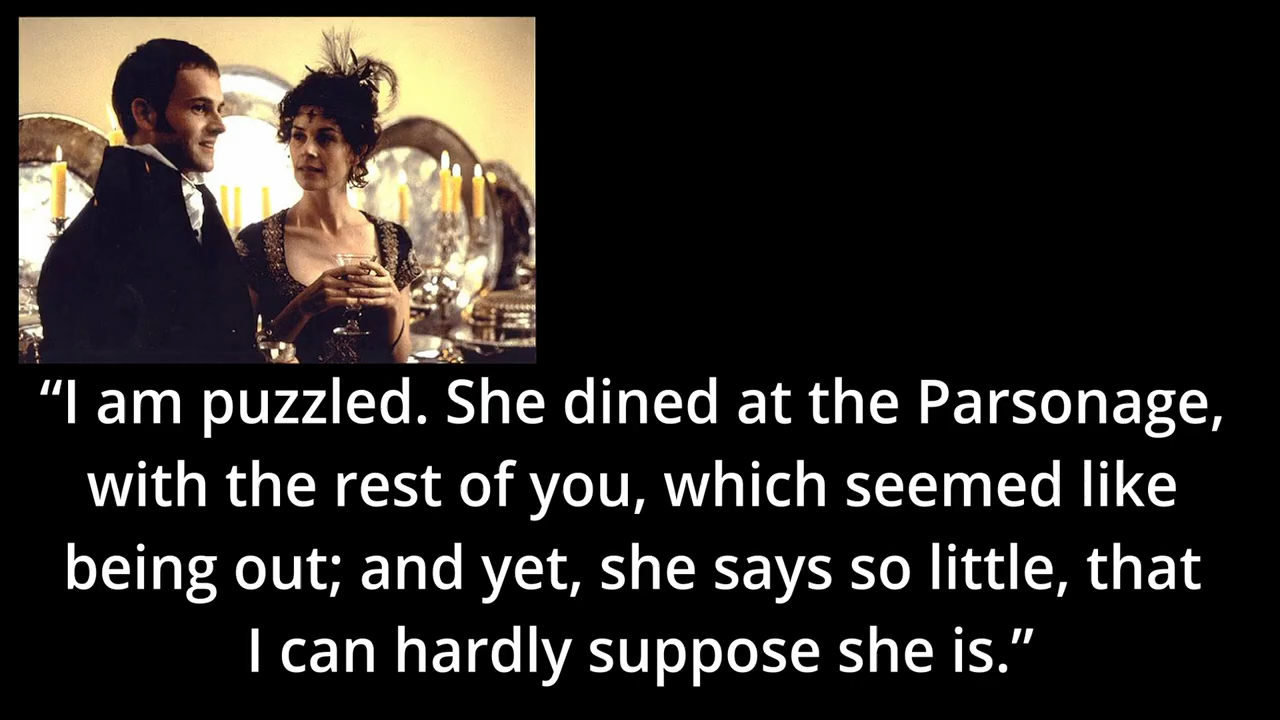 “I am puzzled. She dined at the Parsonage,
with the rest of you, which seemed like
being out; and yet, she says so little, that
I can hardly suppose she is.”